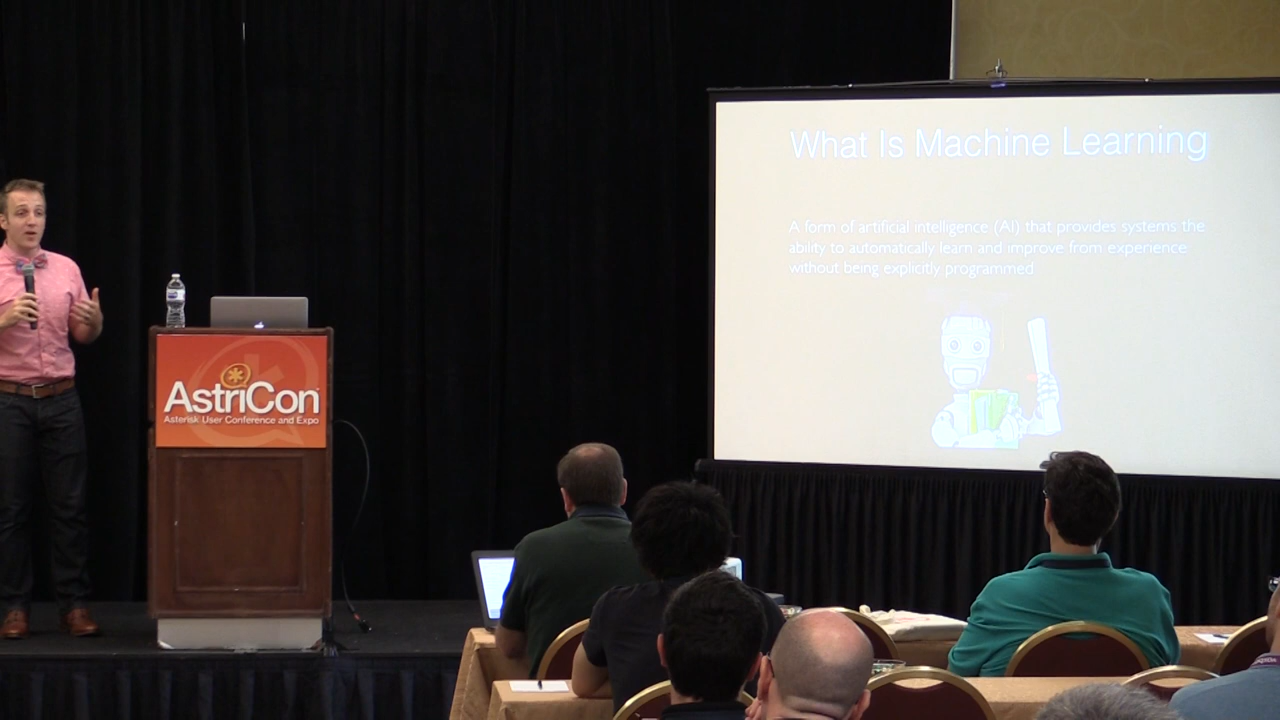 What Is Machine Learning
A form of artificial intelligence (AI) that provides systems the
ability to automatically learn and improve from experience
without being explicitly programmed
AstriCon
Asterisk User Conference and Expo